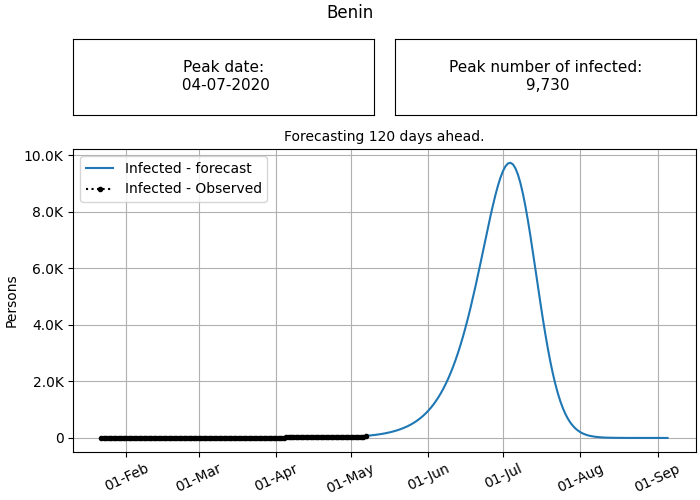 Benin
Peak date:
04-07-2020
Peak number of infected:
9,730
Forecasting 120 days ahead.
Infected - forecast
Infected - Observed
Persons
10.0K
8.0K
6.0K
4.0K
2.0K
0
01-Feb
01-Mar
01-Apr
01-May
01-Jun
01-Jul
01-Aug
01-Sep